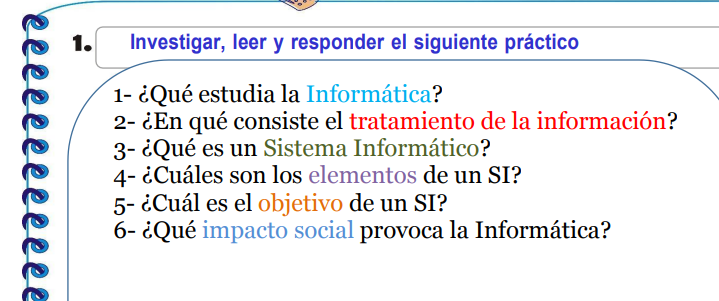 1. Investigar, leer y responder el siguiente práctico
1- ¿Qué estudia la Informática?
2- ¿En qué consiste el tratamiento de la información?
3- ¿Qué es un Sistema Informático?
4- ¿Cuáles son los elementos de un SI?
5- ¿Cuál es el objetivo de un SI?
6- ¿Qué impacto social provoca la Informática?